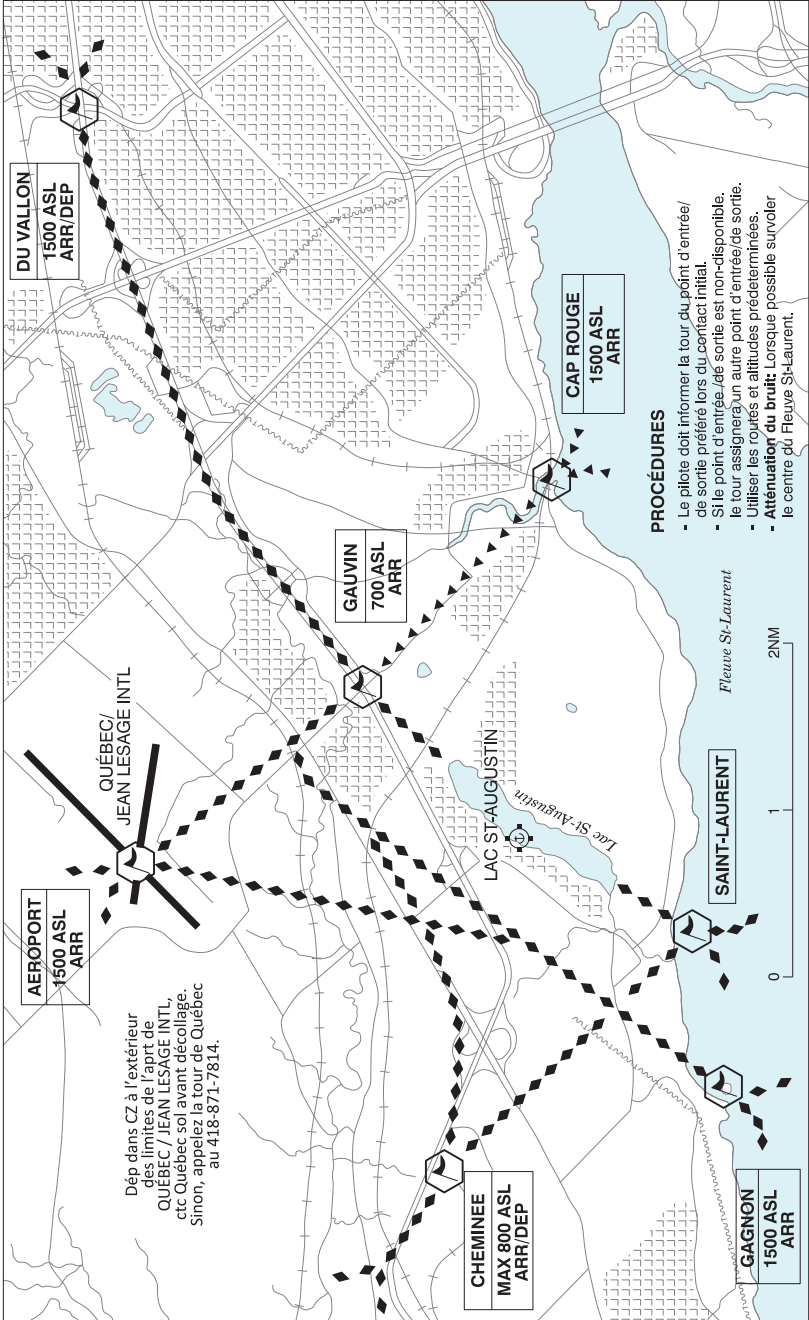 DU VALLON
1500 ASL
ARR/DEP
QUÉBEC/
JEAN LESAGE INTL
AEROPORT
1500 ASL
ARR
Dép dans CZ à l'extérieur
des limites de l'aprt de
QUÉBEC / JEAN LESAGE INTL,
ctc Québec sol avant décollage.
Sinon, appelez la tour de Québec
au 418-871-7814.
GAUVIN
700 ASL
ARR
CAP ROUGE
1500 ASL
ARR
LAC ST-AUGUSTIN
Lac St-Augustin
CHEMINEE
MAX 800 ASL
ARR/DEP
SAINT-LAURENT
GAGNON
1500 ASL
ARR
Fleuve St-Laurent
0
1
2NM
PROCÉDURES
- Le pilote doit informer la tour du point d'entrée/
de sortie préféré lors du contact initial.
- Si le point d'entrée /de sortie est non-disponible.
le tour assignera un autre point d'entrée/de sortie.
- Utiliser les routes et altitudes prédeterminées.
- Atténuation du bruit: Lorsque possible survoler
le centre du Fleuve St-Laurent.